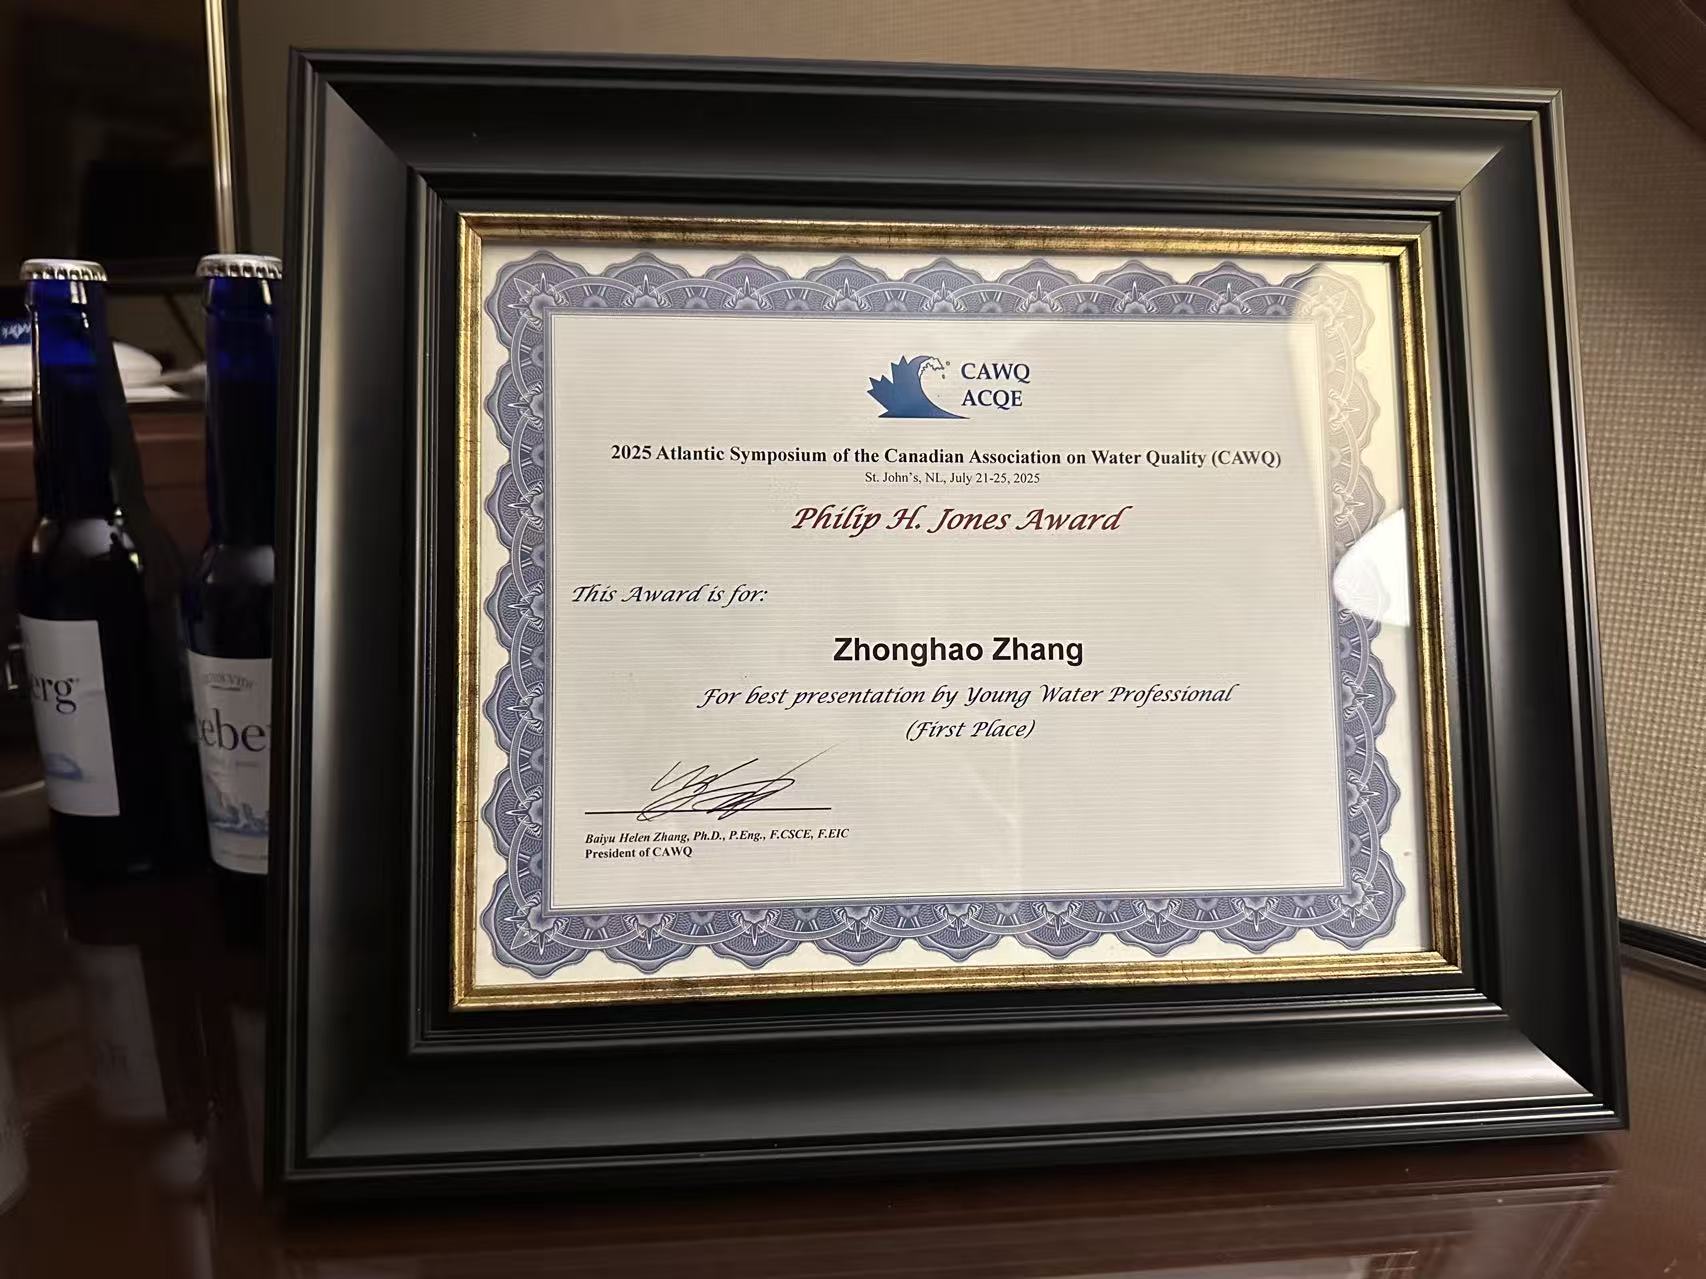 CAWQ
ACQE
2025 Atlantic Symposium of the Canadian Association on Water Quality (CAWQ)
St. John's, NL, July 21-25, 2025
Philip H. Jones Award
This Award is for:
Zhonghao Zhang
For best presentation by Young Water Professional
(First Place)
Baiyu Helen Zhang, Ph.D., P.Eng., F.CSCE, F.EIC
President of CAWQ
erg
ceber